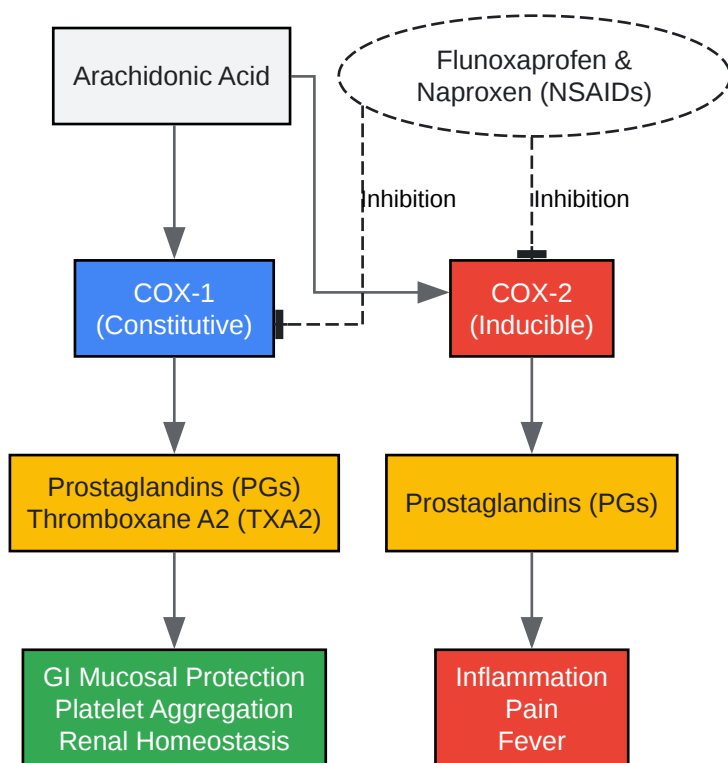 Arachidonic Acid
Flunoxaprofen &
Naproxen (NSAIDs)
Inhibition
Inhibition
COX-1
(Constitutive)
COX-2
(Inducible)
Prostaglandins (PGs)
Thromboxane A2 (TXA2)
Prostaglandins (PGs)
GI Mucosal Protection
Platelet Aggregation
Renal Homeostasis
Inflammation
Pain
Fever